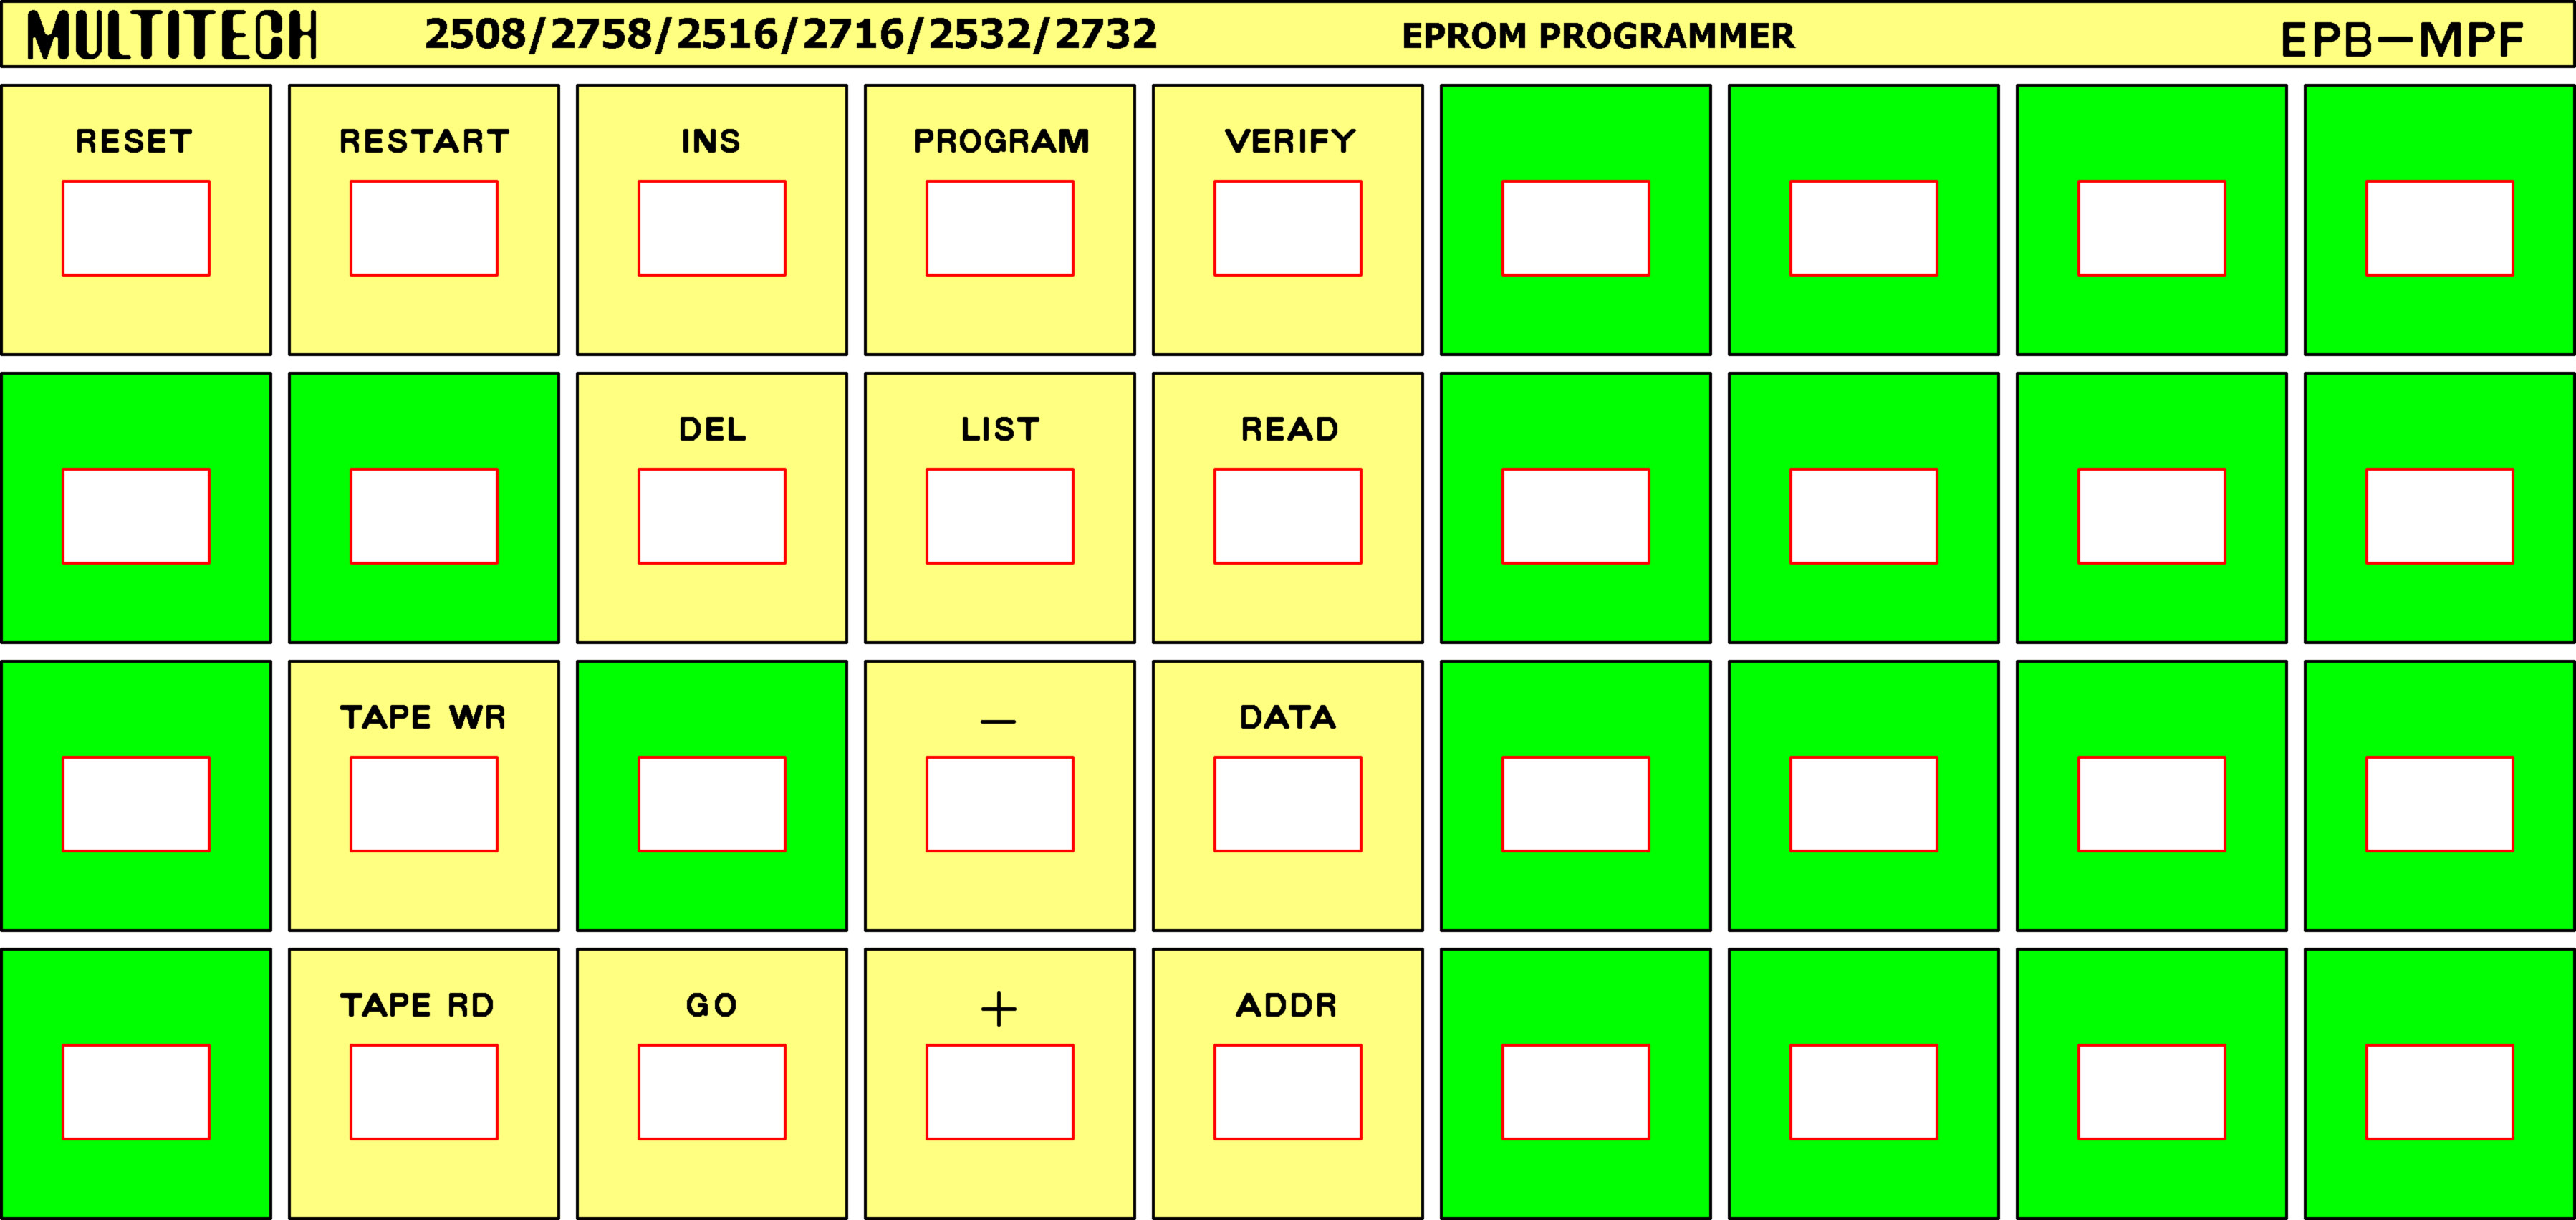 MULTITECH 2508/2758/2516/2716/2532/2732 EPROM PROGRAMMER EPB—MPF
RESET RESTART INS PROGRAM VERIFY
DEL LIST READ
TAPE WR — DATA
TAPE RD GO + ADDR